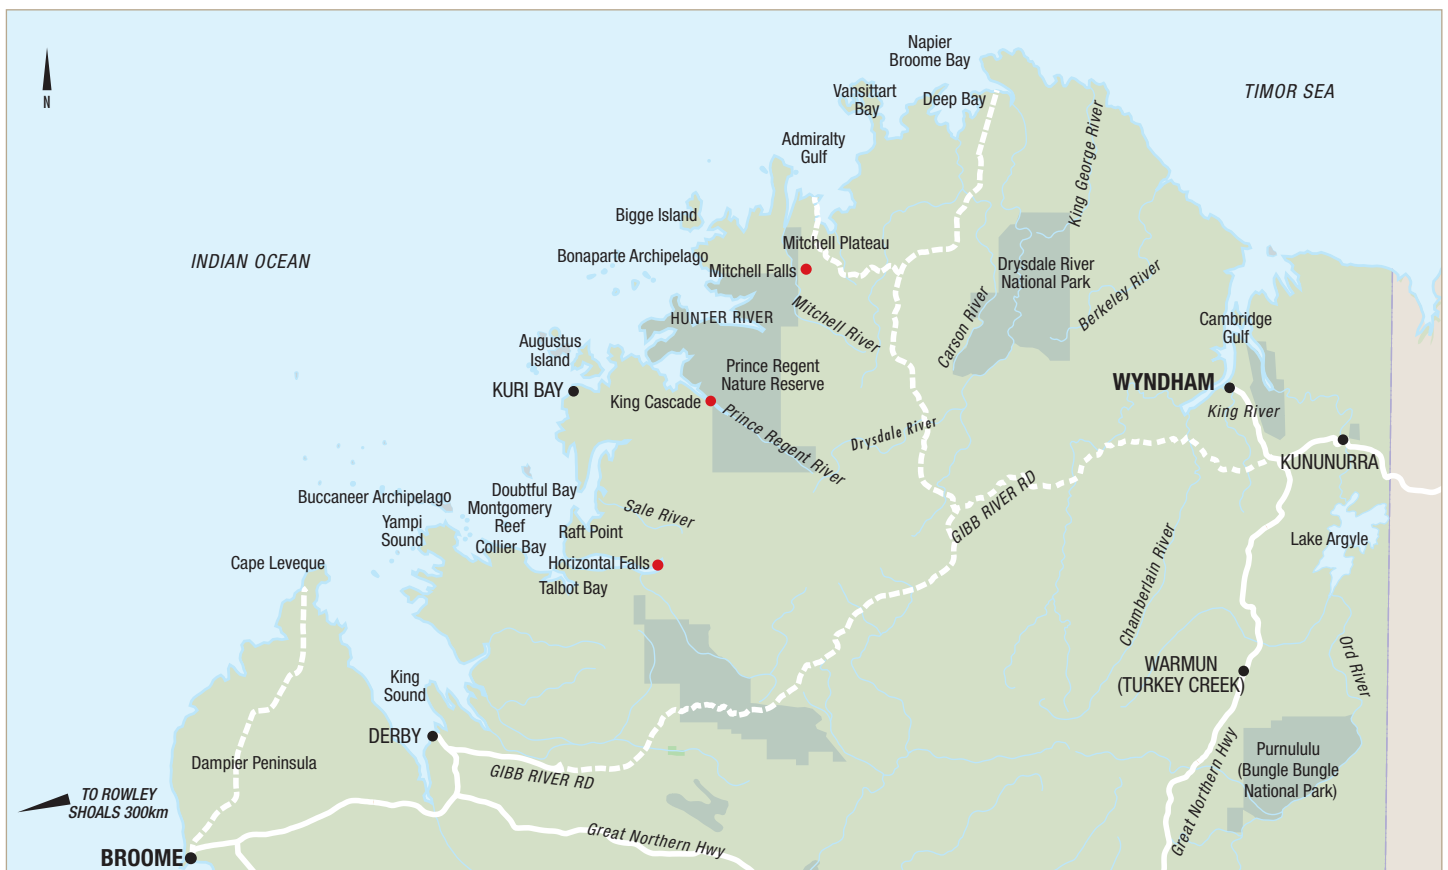 Napier
Broome Bay
TIMOR SEA
N
Vansittart
Bay
Deep Bay
Admiralty
Gulf
King George River
Bigge Island
Mitchell Plateau
INDIAN OCEAN
Bonaparte Archipelago
Mitchell Falls
Drysdale River
National Park
Berkeley River
Mitchell River
Carson River
HUNTER RIVER
Cambridge
Gulf
Augustus
Island
Prince Regent
Nature Reserve
KURI BAY
WYNDHAM
King Cascade
King River
Prince Regent River
Drysdale River
KUNUNURRA
Doubtful Bay
Buccaneer Archipelago
Montgomery
Reef
GIBB RIVER RD
Sale River
Yampi
Sound
Raft Point
Collier Bay
Lake Argyle
Cape Leveque
Horizontal Falls
Talbot Bay
Chamberlain River
Ord River
King
Sound
WARMUN
(TURKEY CREEK)
DERBY
Dampier Peninsula
GIBB RIVER RD
Great Northern Hwy
Purnululu
(Bungle Bungle
National Park)
TO ROWLEY
SHOALS 300km
Great Northern Hwy
BROOME